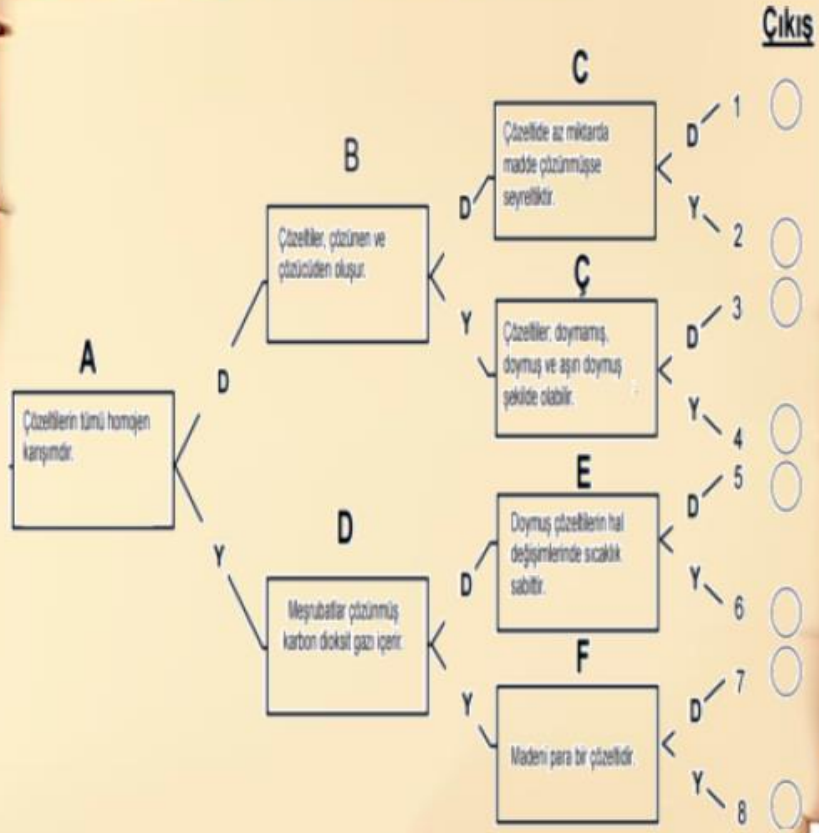 Çıkış
C
Çözeltide az miktarda
madde çözünmüşse
seyreltiktir.
D
1
Y
2
B
Çözeltiler, çözünen ve
çözücüden oluşur.
D
Y
Ç
Çözeltiler; doymamış,
doymuş ve aşırı doymuş
şekilde olabilir.
D
3
Y
4
A
Çözeltilerin tümü homojen
karışımdır.
D
Y
E
Doymuş çözeltilerin hal
değişimlerinde sıcaklık
sabittir.
D
5
Y
6
D
Meşrubatlar çözünmüş
karbon dioksit gazı içerir.
D
Y
F
Madeni para bir çözeltidir.
D
7
Y
8